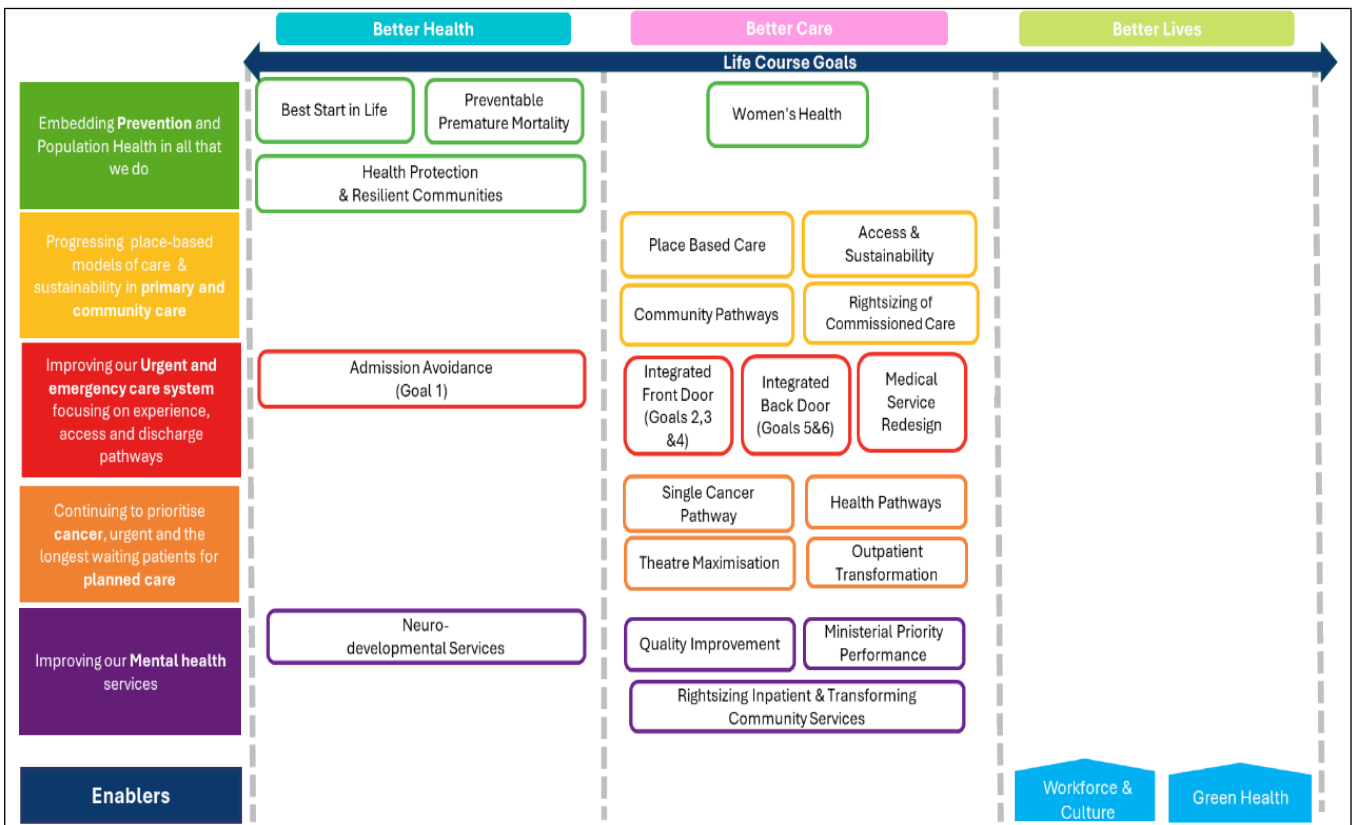 Better Health
Better Care
Better Lives
Life Course Goals
Embedding Prevention and
Population Health in all that
we do
Best Start in Life
Preventable
Premature Mortality
Women's Health
Health Protection
& Resilient Communities
Progressing place-based
models of care &
sustainability in primary and
community care
Place Based Care
Access &
Sustainability
Community Pathways
Rightsizing of
Commissioned Care
Improving our Urgent and
emergency care system
focusing on experience,
access and discharge
pathways
Admission Avoidance
(Goal 1)
Integrated
Front Door
(Goals 2,3
&4)
Integrated
Back Door
(Goals 5&6)
Medical
Service
Redesign
Continuing to prioritise
cancer, urgent and the
longest waiting patients for
planned care
Single Cancer
Pathway
Health Pathways
Theatre Maximisation
Outpatient
Transformation
Improving our Mental health
services
Neuro-
developmental Services
Quality Improvement
Ministerial Priority
Performance
Rightsizing Inpatient & Transforming
Community Services
Enablers
Workforce &
Culture
Green Health